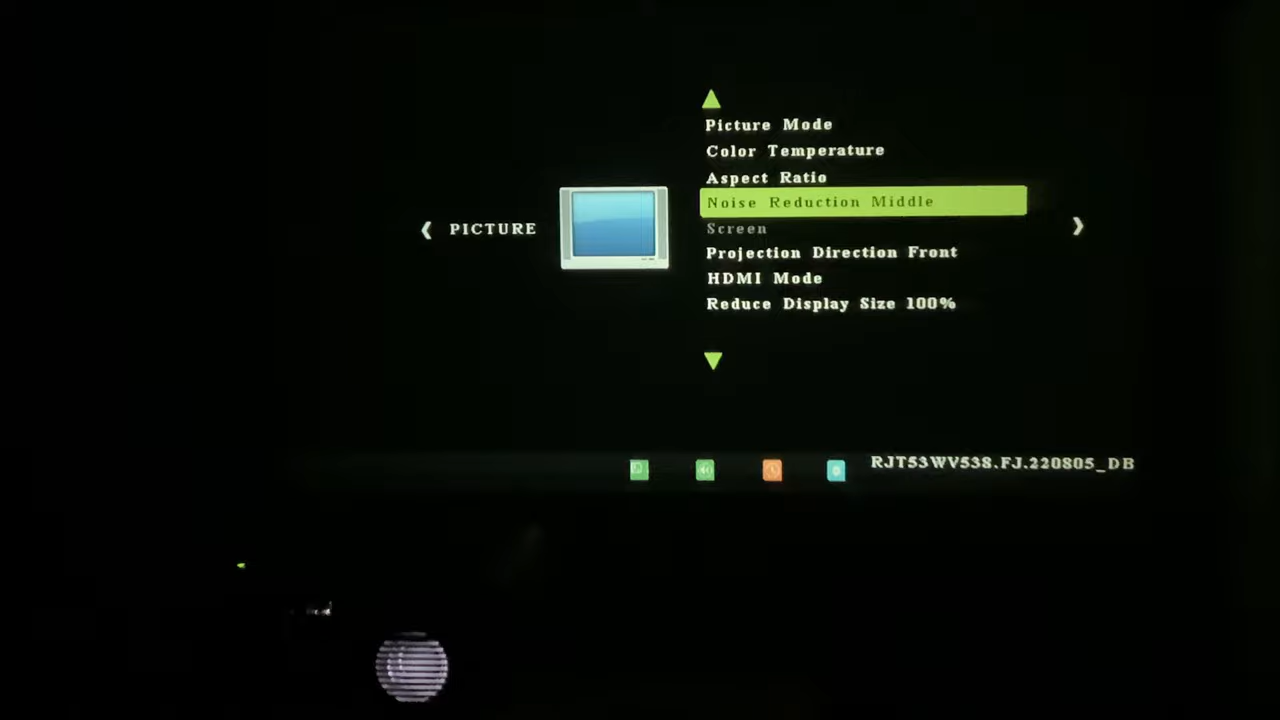 Picture Mode
Color Temperature
Aspect Ratio
Noise Reduction Middle
PICTURE
Screen
Projection Direction Front
HDMI Mode
Reduce Display Size 100%
RJT53WV538.FJ.220805_DB